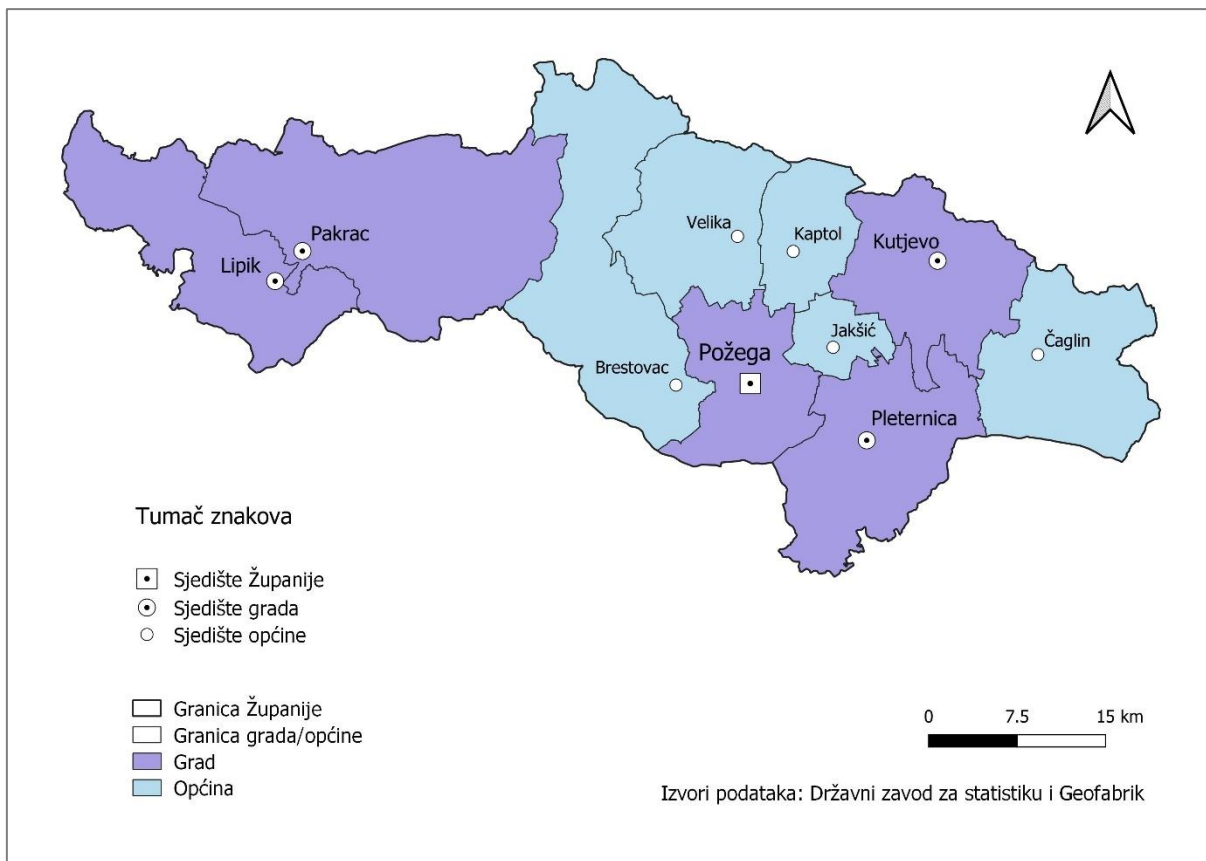 Pakrac
Lipik
Velika
Kaptol
Kutjevo
Jakšić
Požega
Čaglin
Brestovac
Pleternica
Tumač znakova
Sjedište Županije
Sjedište grada
Sjedište općine
Granica Županije
Granica grada/općine
Grad
Općina
0 7.5 15 km
Izvori podataka: Državni zavod za statistiku i Geofabrik